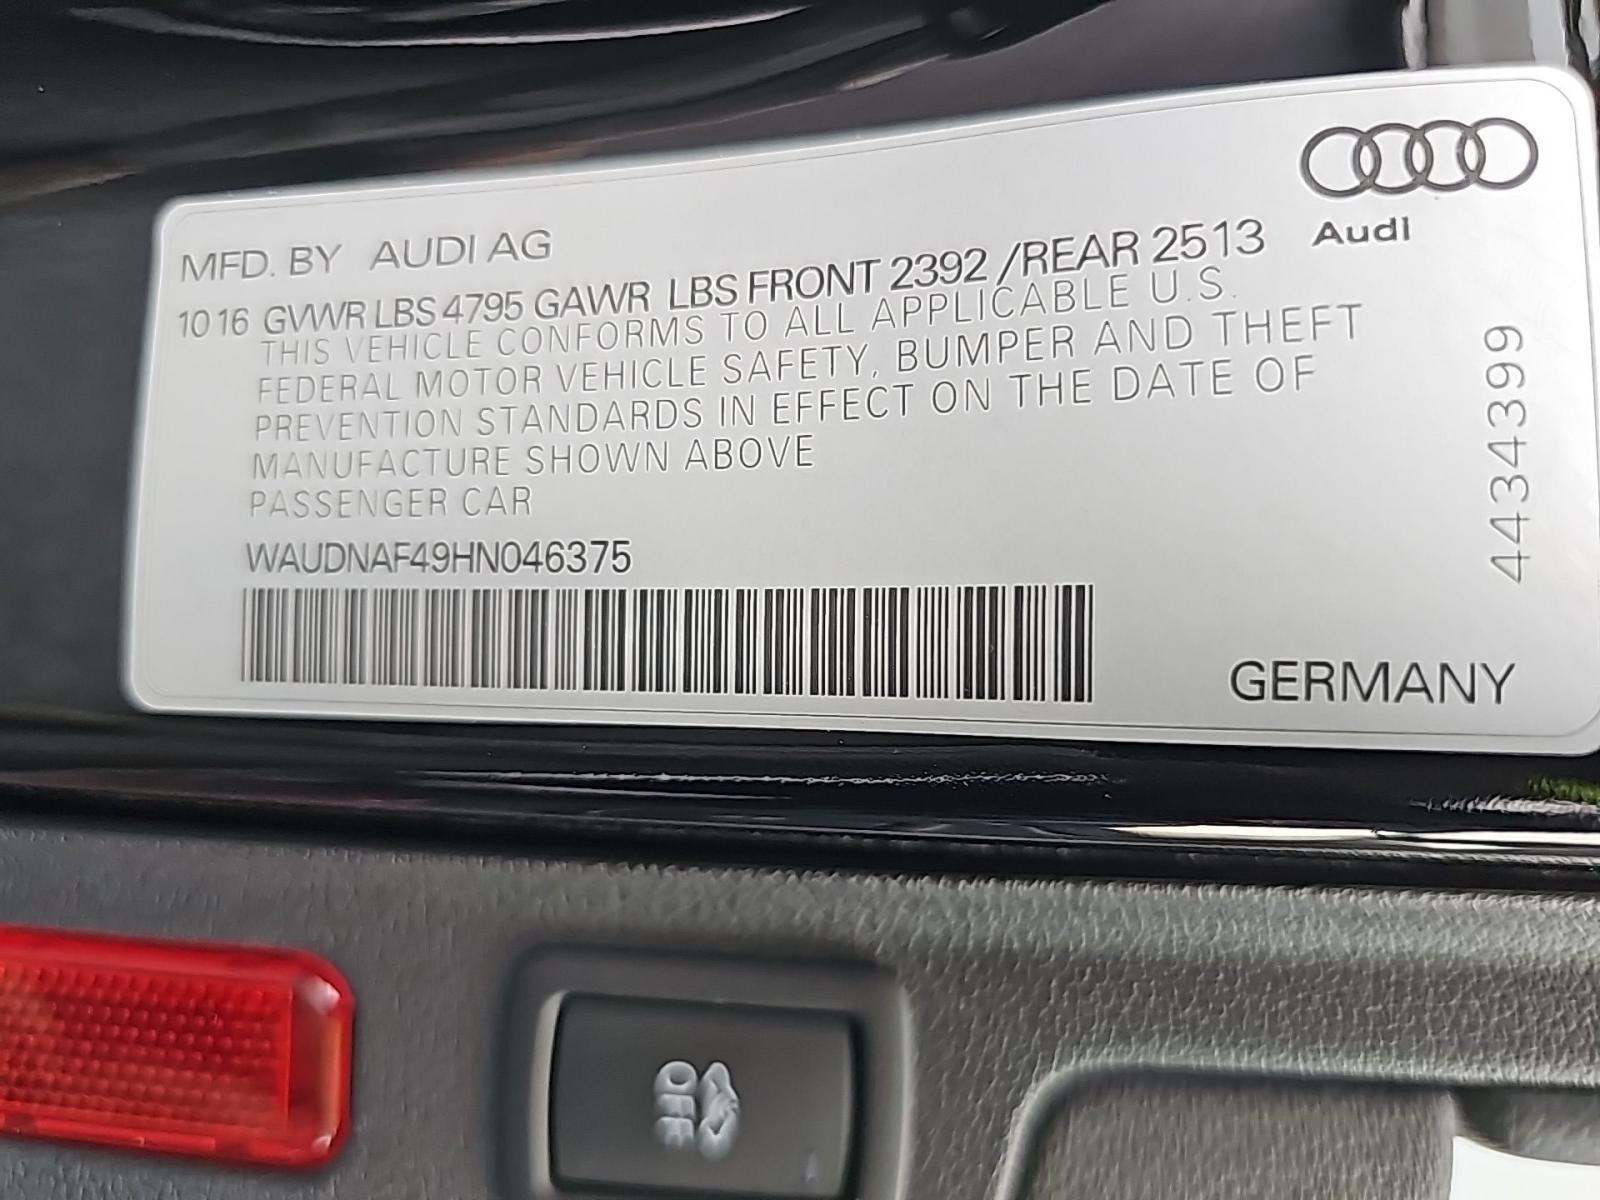 Audi
MFD. BY AUDI AG
10 16 GVWR LBS 4795 GAWR LBS FRONT 2392 /REAR 2513
THIS VEHICLE CONFORMS TO ALL APPLICABLE U.S.
FEDERAL MOTOR VEHICLE SAFETY, BUMPER AND THEFT
PREVENTION STANDARDS IN EFFECT ON THE DATE OF
MANUFACTURE SHOWN ABOVE
PASSENGER CAR
WAUDNAF49HN046375
4434399
GERMANY
OFF